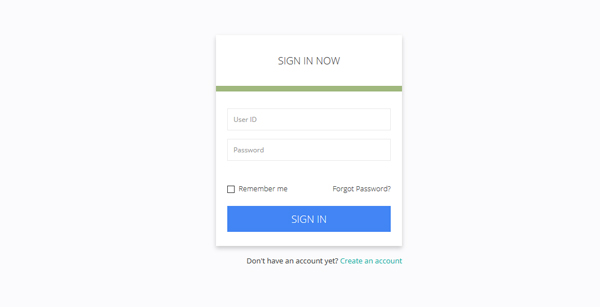 SIGN IN NOW
User ID
Password
Remember me Forgot Password?
SIGN IN
Don't have an account yet? Create an account